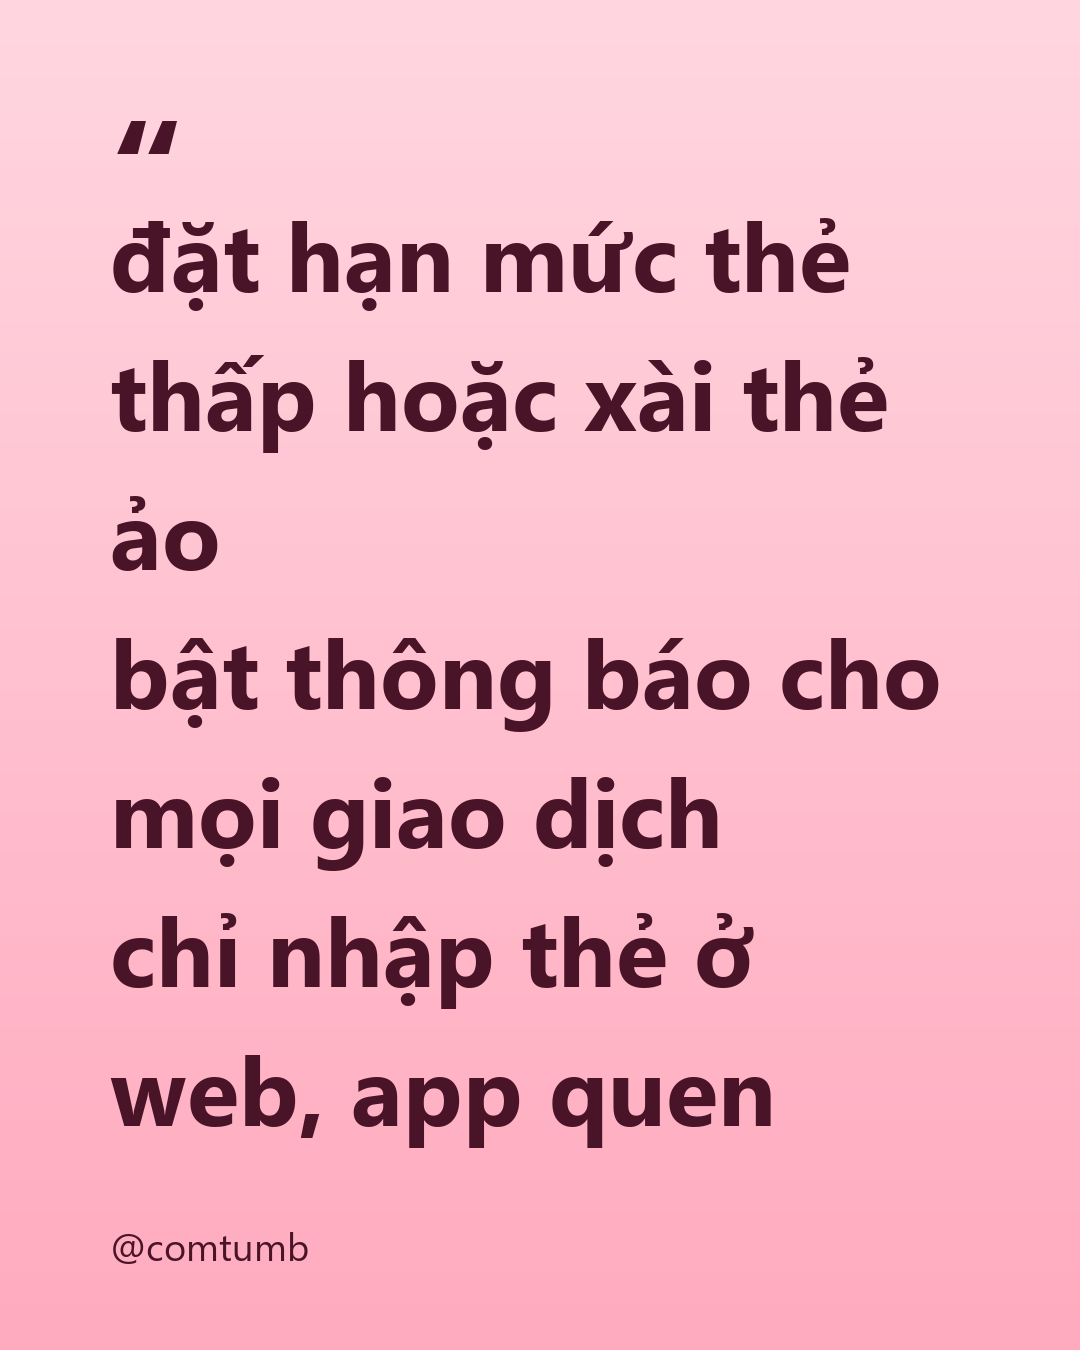 “
đặt hạn mức thẻ
thấp hoặc xài thẻ
ảo
bật thông báo cho
mọi giao dịch
chỉ nhập thẻ ở
web, app quen
@comtumb